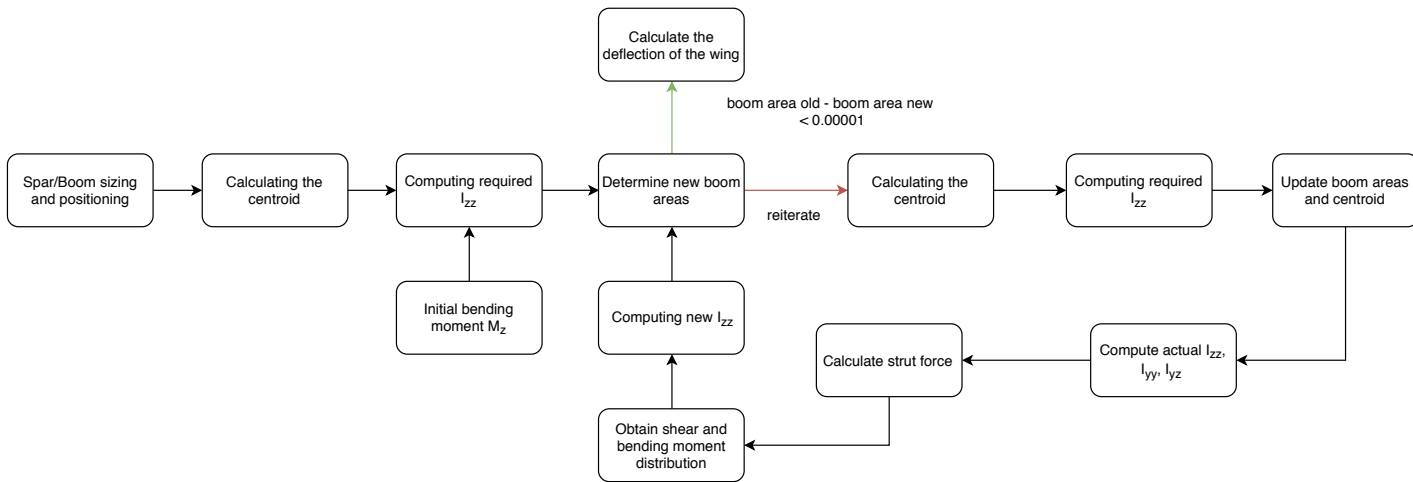 Calculate the
deflection of the wing
boom area old - boom area new
< 0.00001
Spar/Boom sizing
and positioning
Calculating the
centroid
Computing required
Izz
Determine new boom
areas
reiterate
Calculating the
centroid
Computing required
Izz
Update boom areas
and centroid
Initial bending
moment Mz
Computing new Izz
Calculate strut force
Compute actual Izz,
Iyy, Iyz
Obtain shear and
bending moment
distribution